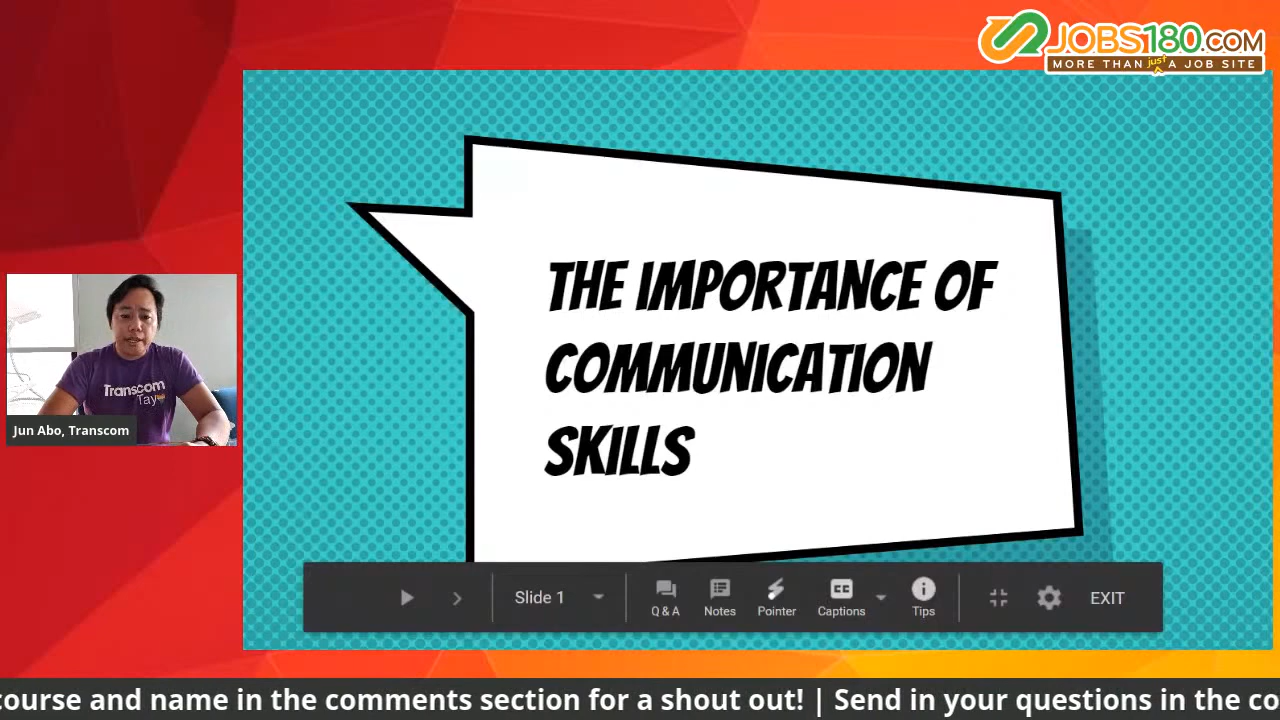 JOBS180.COM
MORE THAN just A JOB SITE
THE IMPORTANCE OF
COMMUNICATION
SKILLS
Transcom
Tayo
Jun Abo, Transcom
Slide 1
Q & A
Notes
Pointer
CC
Captions
Tips
EXIT
course and name in the comments section for a shout out! | Send in your questions in the co